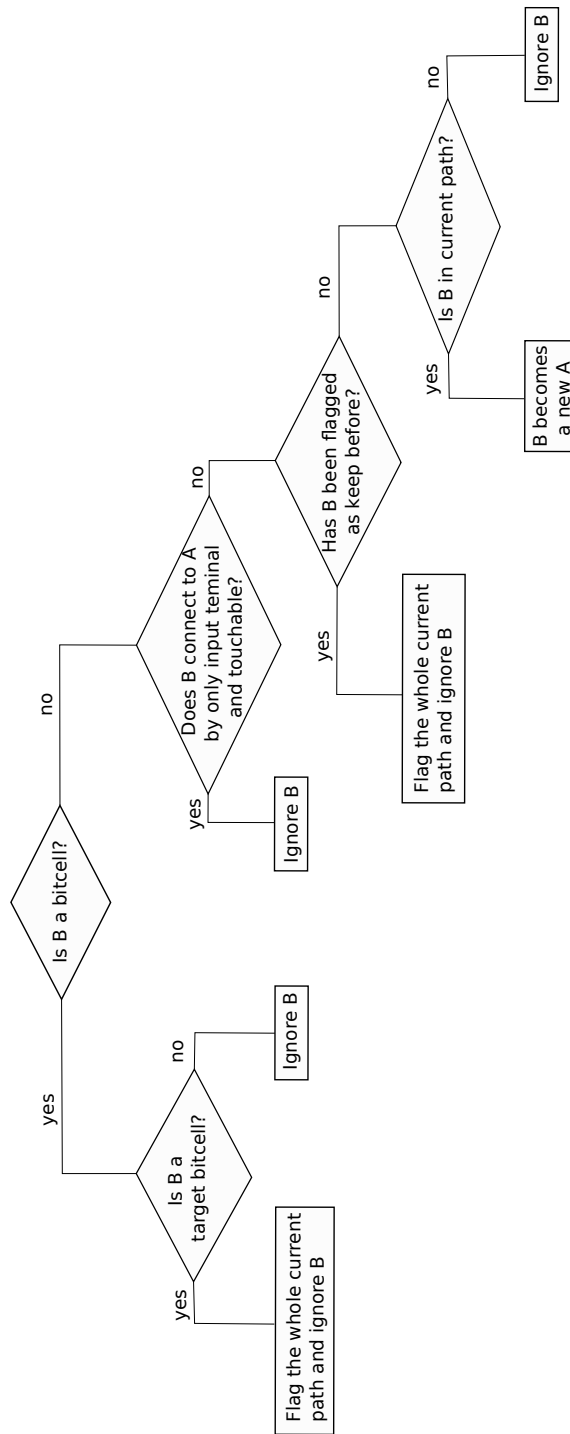 Is B a bitcell?
yes
no
Is B a
target bitcell?
yes
no
Flag the whole current
path and ignore B
Ignore B
Does B connect to A
by only input teminal
and touchable?
yes
no
Ignore B
Has B been flagged
as keep before?
yes
no
Flag the whole current
path and ignore B
Is B in current path?
yes
no
B becomes
a new A
Ignore B